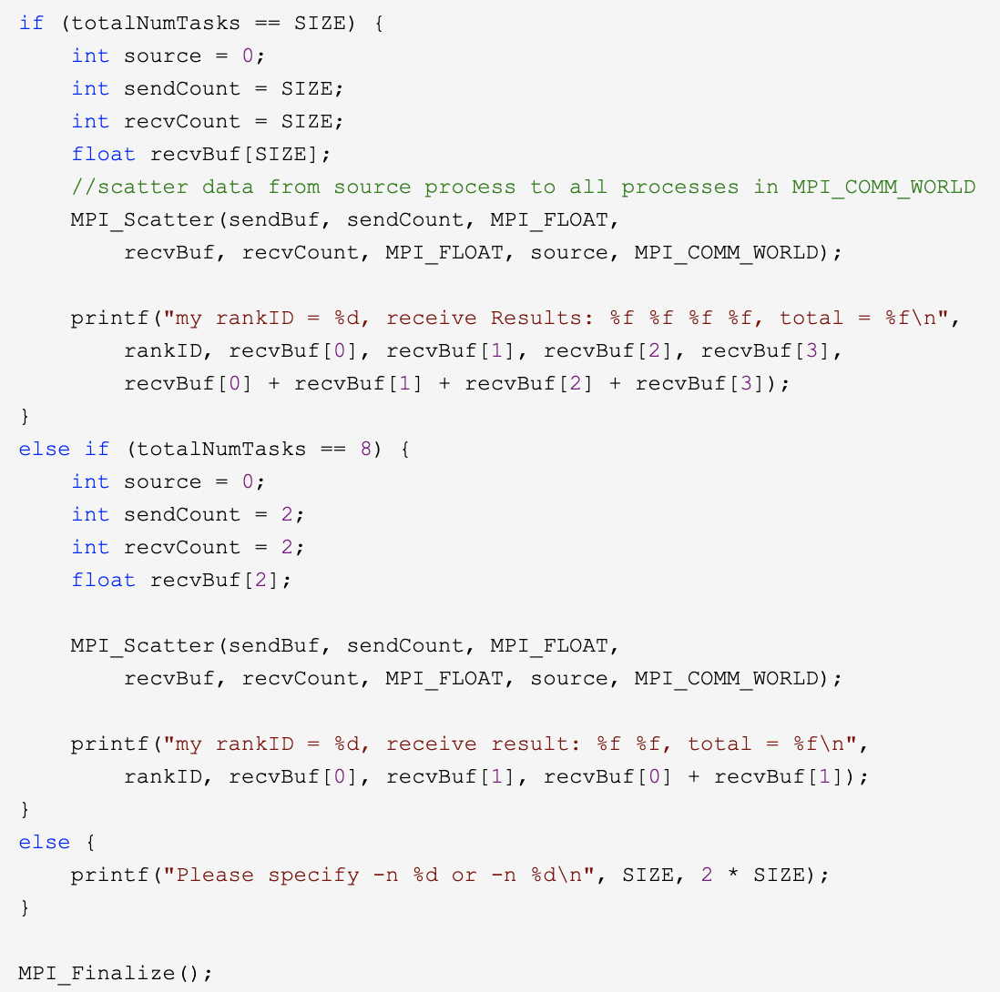 if (totalNumTasks == SIZE) {
    int source = 0;
    int sendCount = SIZE;
    int recvCount = SIZE;
    float recvBuf[SIZE];
    //scatter data from source process to all processes in MPI_COMM_WORLD
    MPI_Scatter(sendBuf, sendCount, MPI_FLOAT,
        recvBuf, recvCount, MPI_FLOAT, source, MPI_COMM_WORLD);

    printf("my rankID = %d, receive Results: %f %f %f %f, total = %f\n",
        rankID, recvBuf[0], recvBuf[1], recvBuf[2], recvBuf[3],
        recvBuf[0] + recvBuf[1] + recvBuf[2] + recvBuf[3]);
}
else if (totalNumTasks == 8) {
    int source = 0;
    int sendCount = 2;
    int recvCount = 2;
    float recvBuf[2];

    MPI_Scatter(sendBuf, sendCount, MPI_FLOAT,
        recvBuf, recvCount, MPI_FLOAT, source, MPI_COMM_WORLD);

    printf("my rankID = %d, receive result: %f %f, total = %f\n",
        rankID, recvBuf[0], recvBuf[1], recvBuf[0] + recvBuf[1]);
}
else {
    printf("Please specify -n %d or -n %d\n", SIZE, 2 * SIZE);
}

MPI_Finalize();